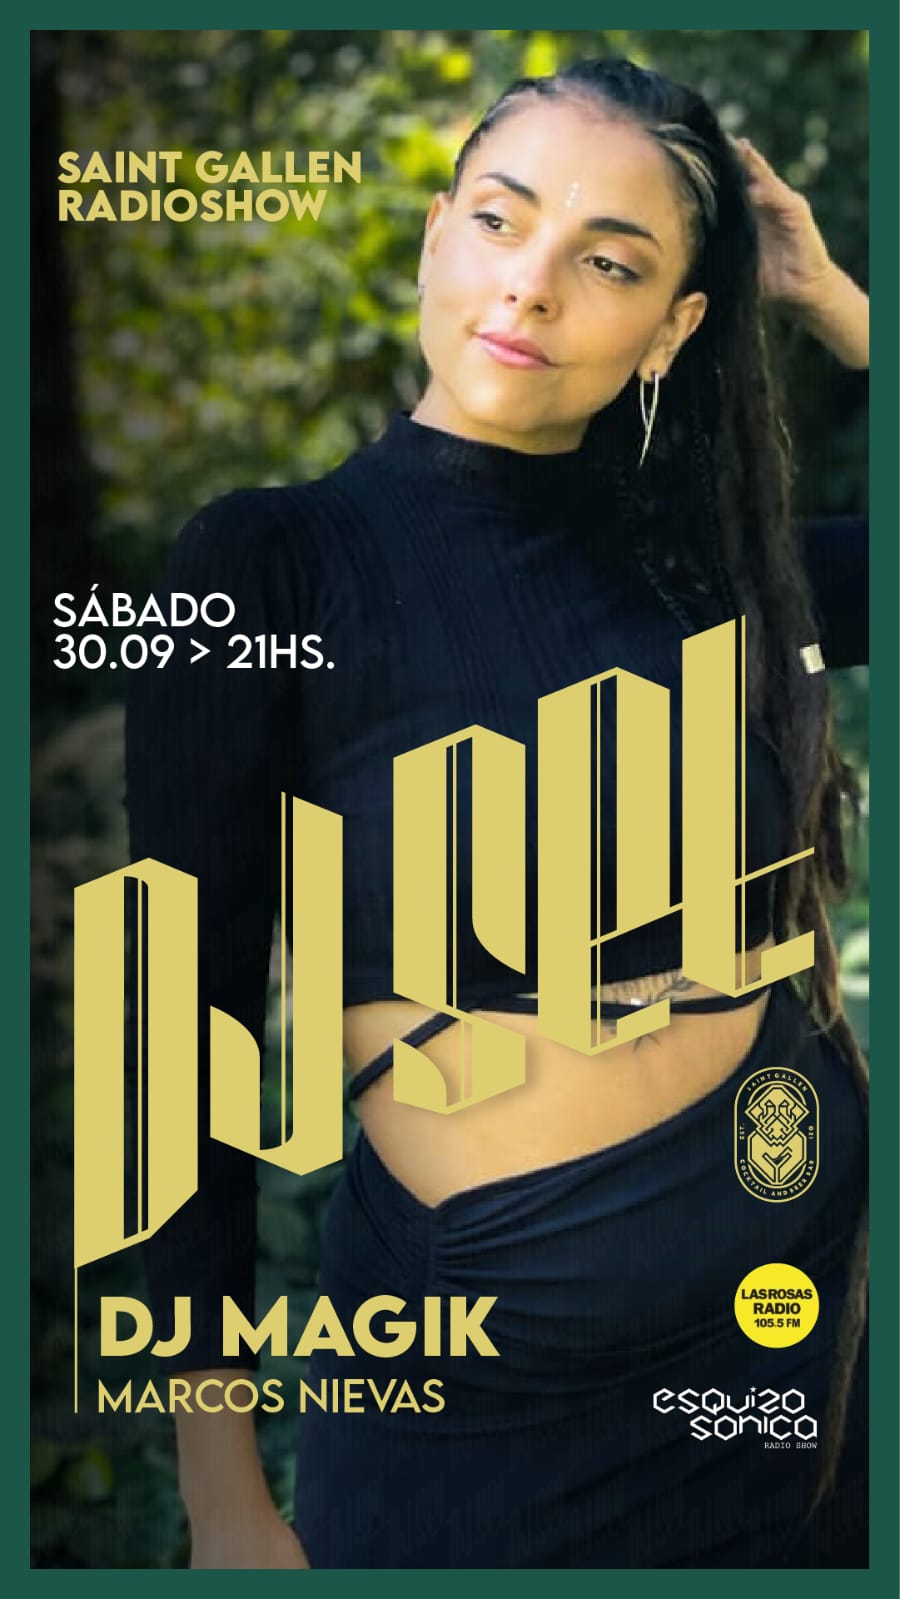 SAINT GALLEN
RADIOSHOW
SÁBADO
30.09 > 21HS.
DJ SET
DJ MAGIK
MARCOS NIEVAS
SAINT GALLEN
EST.
COCKTAIL AND BEER BAR
LASROSAS
RADIO
105.5 FM
esquizo
sonica
RADIO SHOW